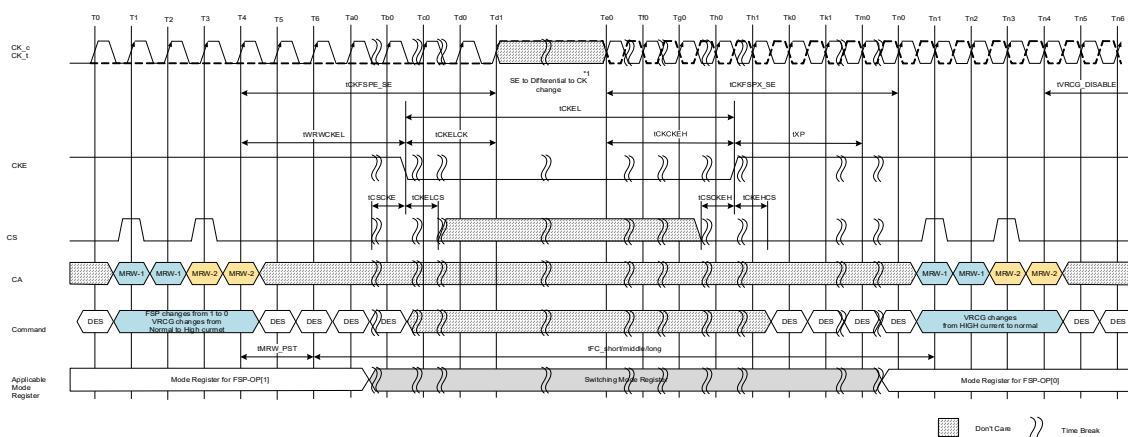 T0 T1 T2 T3 T4 T5 T6 Ta0 Tb0 Tc0 Td0 Td1 Te0 Tf0 Tg0 Th0 Th1 Tk0 Tk1 Tm0 Tn0 Tn1 Tn2 Tn3 Tn4 Tn5 Tn6
CK_c
CK_t
SE to Differential to CK *1
change
tCKFSPE_SE
tCKFSPX_SE
tVRCG_DISABLE
tCKEL
tWRWCKEL
tCKELCK
tCKCKEH
tXP
CKE
tCSCKE
tCKELCS
tCSCKEH
tCKEHCS
CS
CA
MRW-1 MRW-1 MRW-2 MRW-2 MRW-1 MRW-1 MRW-2 MRW-2
Command
DES
FSP changes from 1 to 0
VRCG changes from
Normal to High curmet
DES DES DES DES DES DES DES DES
VRCG changes
from HIGH current to normal
DES DES
tMRW_PST
tFC_short/middle/long
Applicable
Mode
Register
Mode Register for FSP-OP[1]
Switching Mode Register
Mode Register for FSP-OP[0]
Don't Care
Time Break